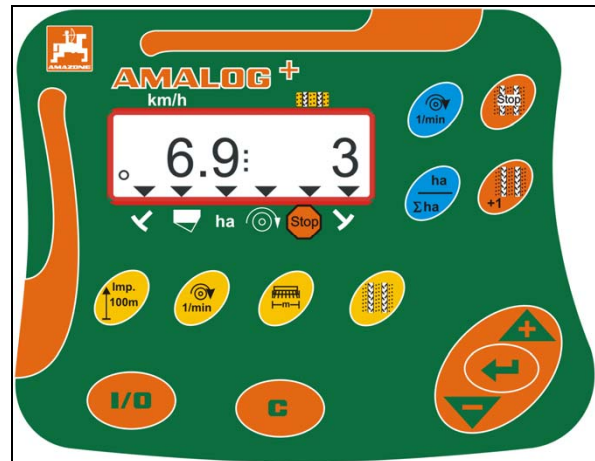 AMAZONE
AMALOG+
km/h
6.9 3
ha Stop
1/min
Stop
ha
Σha
+1
Imp.
100m
1/min
m
I/O
C
+
-